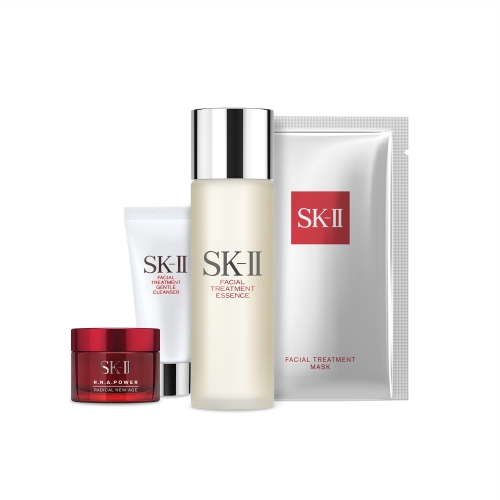 SK-II
R.N.A.POWER
RADICAL NEW AGE
SK-II
FACIAL
TREATMENT
GENTLE
CLEANSER
SK-II
FACIAL
TREATMENT
ESSENCE
SK-II
FACIAL TREATMENT
MASK